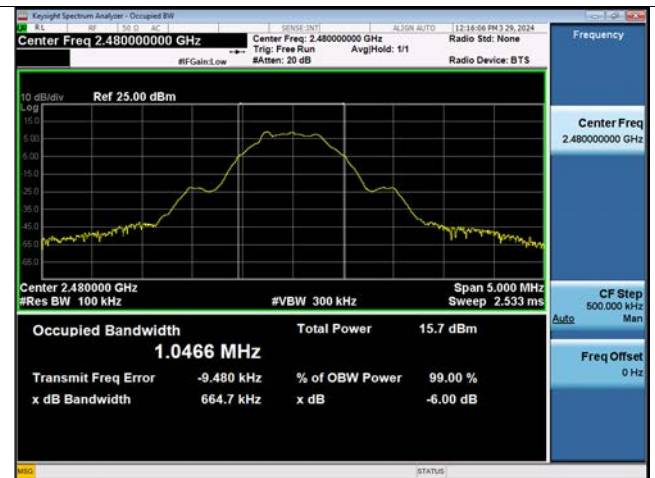 Keysight Spectrum Analyzer - Occupied BW
RL RF 50 Ω AC SENSE:INT ALIGN AUTO 12:16:06 PM 3 29, 2024
Center Freq 2.480000000 GHz
Center Freq: 2.480000000 GHz Radio Std: None
Trig: Free Run Avg|Hold: 1/1
#IFGain:Low #Atten: 20 dB Radio Device: BTS
Frequency
10 dB/div Ref 25.00 dBm
Log
15.0
5.00
-5.00
-15.0
-25.0
-35.0
-45.0
-55.0
-65.0
Center Freq
2.480000000 GHz
Center 2.480000 GHz Span 5.000 MHz
#Res BW 100 kHz #VBW 300 kHz Sweep 2.533 ms
CF Step
500.000 kHz
Auto Man
Occupied Bandwidth Total Power 15.7 dBm
1.0466 MHz
Freq Offset
0 Hz
Transmit Freq Error -9.480 kHz % of OBW Power 99.00 %
x dB Bandwidth 664.7 kHz x dB -6.00 dB
MSG STATUS